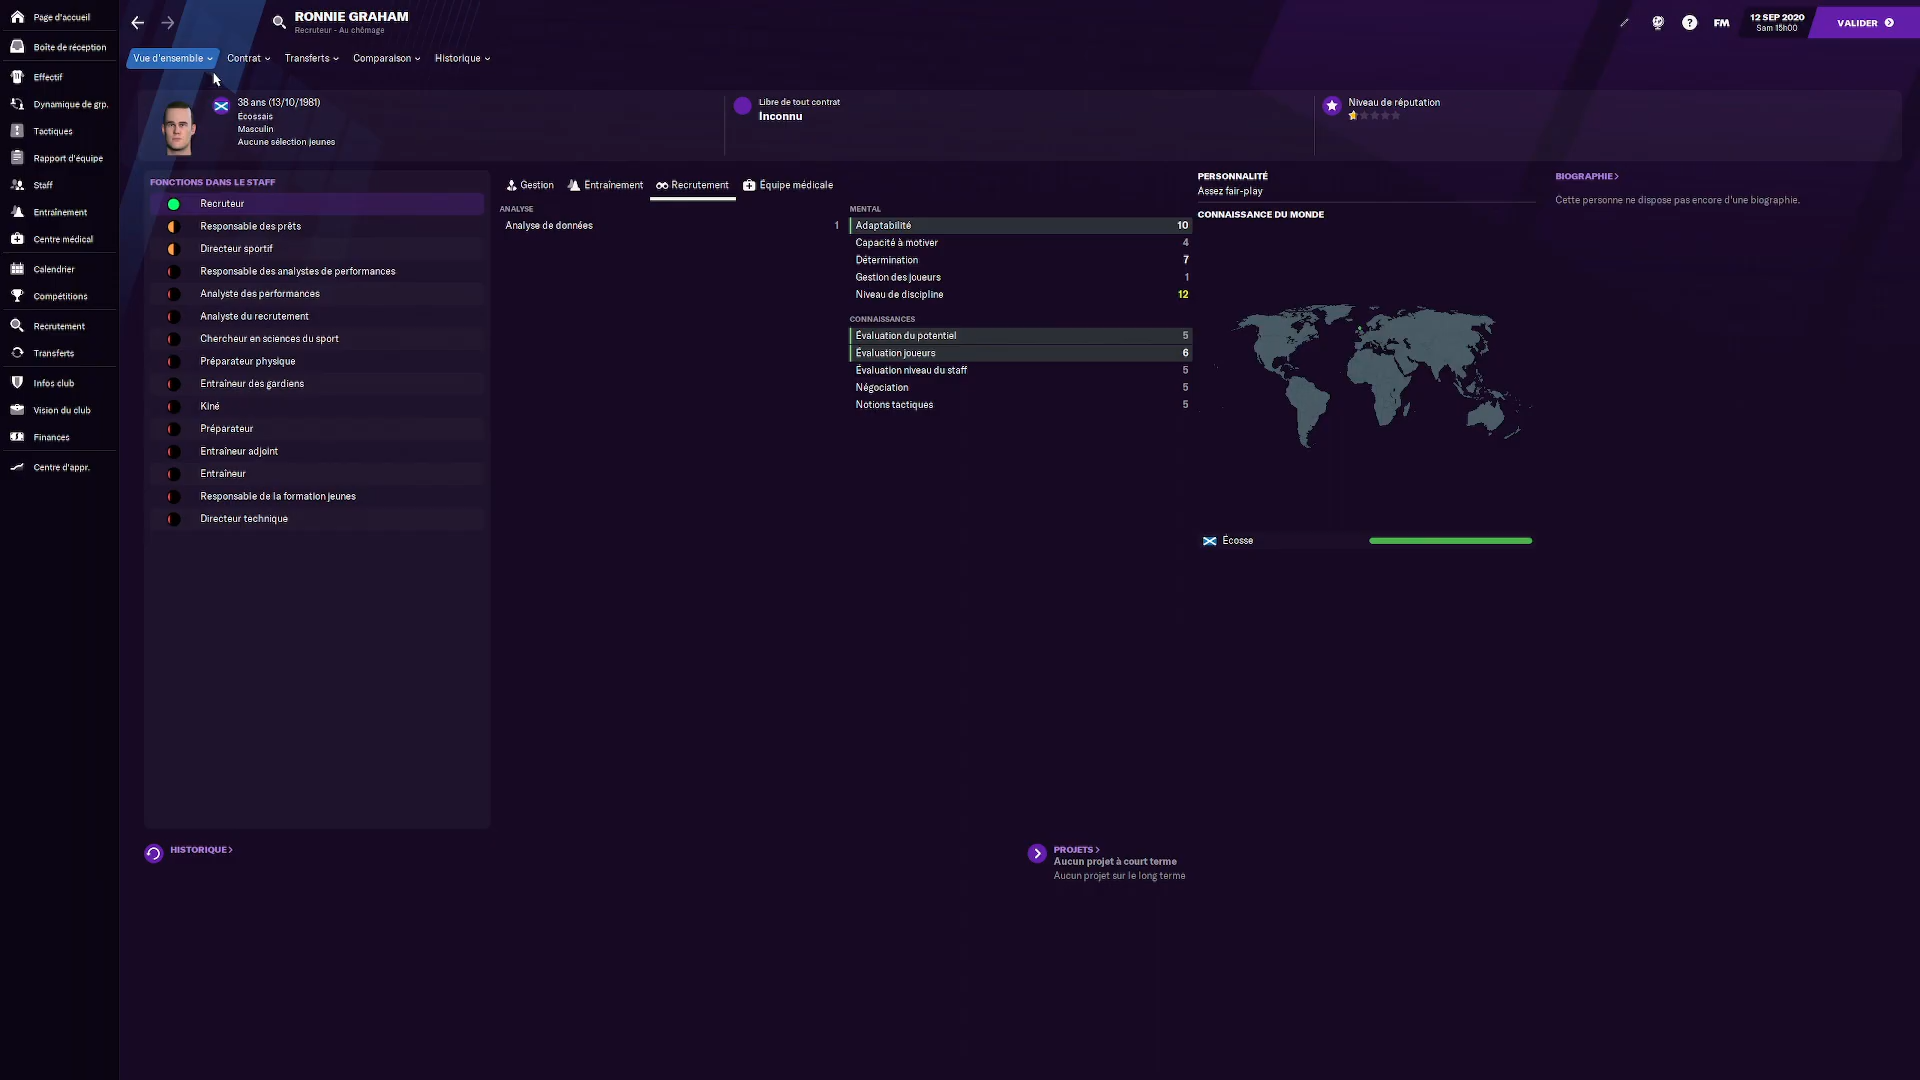 Page d'accueil
Boîte de réception
Effectif
Dynamique de grp.
Tactiques
Rapport d'équipe
Staff
Entraînement
Centre médical
Calendrier
Compétitions
Recrutement
Transferts
Infos club
Vision du club
Finances
Centre d'appr.
RONNIE GRAHAM
Recruteur - Au chômage
? FM 12 SEP 2020
Sam 15h00
VALIDER
Vue d'ensemble Contrat Transferts Comparaison Historique
38 ans (13/10/1981)
Ecossais
Masculin
Aucune sélection jeunes
Libre de tout contrat
Inconnu
Niveau de réputation
FONCTIONS DANS LE STAFF
Recruteur
Responsable des prêts
Directeur sportif
Responsable des analystes de performances
Analyste des performances
Analyste du recrutement
Chercheur en sciences du sport
Préparateur physique
Entraîneur des gardiens
Kiné
Préparateur
Entraîneur adjoint
Entraîneur
Responsable de la formation jeunes
Directeur technique
Gestion Entraînement Recrutement Équipe médicale
ANALYSE
Analyse de données 1
MENTAL
Adaptabilité 10
Capacité à motiver 4
Détermination 7
Gestion des joueurs 1
Niveau de discipline 12
CONNAISSANCES
Évaluation du potentiel 5
Évaluation joueurs 6
Évaluation niveau du staff 5
Négociation 5
Notions tactiques 5
PERSONNALITÉ
Assez fair-play
CONNAISSANCE DU MONDE
Écosse
BIOGRAPHIE >
Cette personne ne dispose pas encore d'une biographie.
HISTORIQUE >
PROJETS >
Aucun projet à court terme
Aucun projet sur le long terme